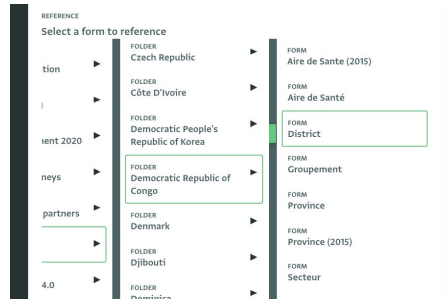 REFERENCE
Select a form to reference
tion
nent 2020
neys
partners
4.0
FOLDER
Czech Republic
FOLDER
Côte D'Ivoire
FOLDER
Democratic People's
Republic of Korea
FOLDER
Democratic Republic of
Congo
FOLDER
Denmark
FOLDER
Djibouti
FOLDER
Dominica
FORM
Aire de Sante (2015)
FORM
Aire de Santé
FORM
District
FORM
Groupement
FORM
Province
FORM
Province (2015)
FORM
Secteur